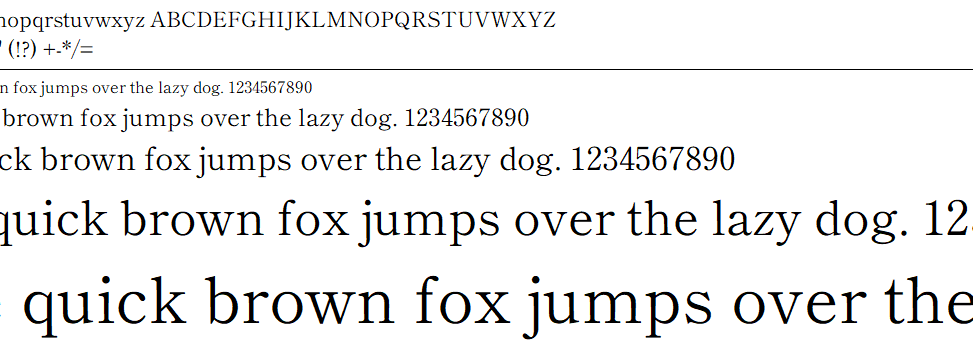 nopqrstuvwxyz ABCDEFGHIJKLMNOPQRSTUVWXYZ
(!?) +-*/=
n fox jumps over the lazy dog. 1234567890
brown fox jumps over the lazy dog. 1234567890
ck brown fox jumps over the lazy dog. 1234567890
quick brown fox jumps over the lazy dog. 12
quick brown fox jumps over the